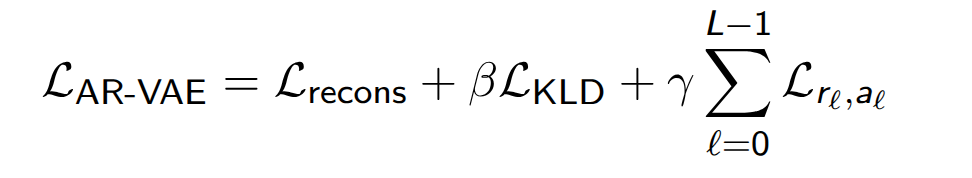 ℒ_AR-VAE = ℒ_recons + βℒ_KLD + γ ∑_{ℓ=0}^{L−1} ℒ_{r_ℓ,a_ℓ}